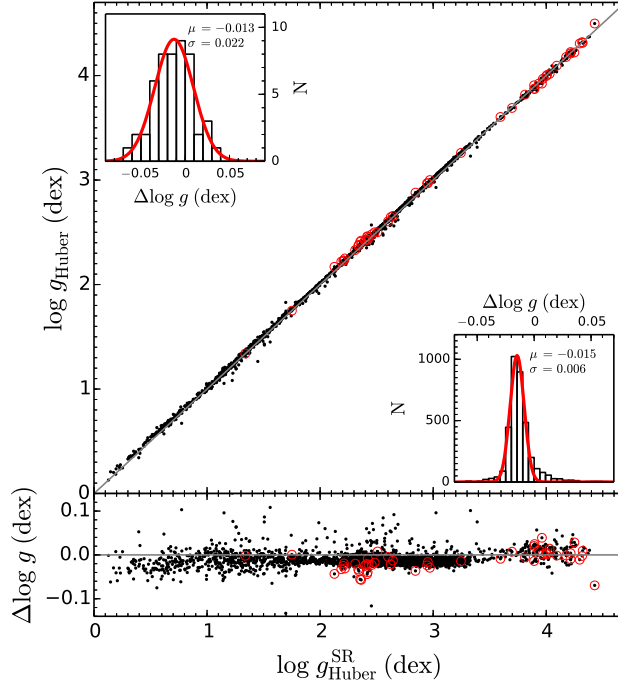 μ = −0.013
σ = 0.022
10
5
0
N
−0.05 0 0.05
Δlog g (dex)
4
3
2
1
0
log g_Huber (dex)
Δlog g (dex)
−0.05 0 0.05
μ = −0.015
σ = 0.006
1000
500
0
N
0.1
0.0
−0.1
Δlog g (dex)
0 1 2 3 4
log g^SR_Huber (dex)